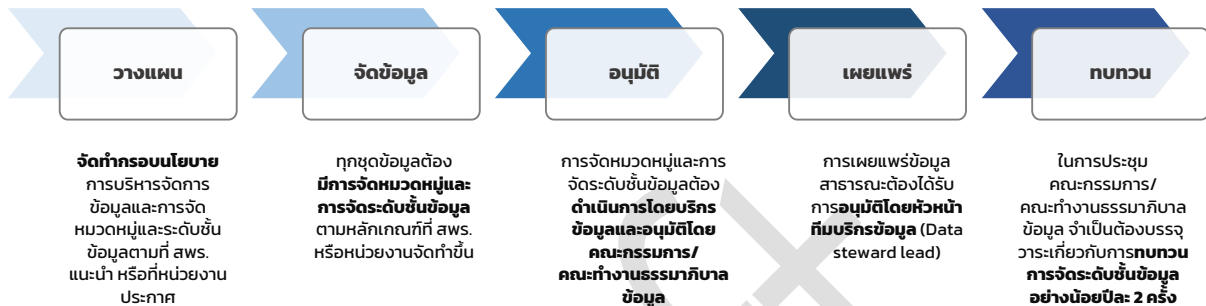 วางแผน
จัดข้อมูล
อนุมัติ
เผยแพร่
ทบทวน
จัดทำกรอบนโยบาย
การบริหารจัดการ
ข้อมูลและการจัด
หมวดหมู่และระดับชั้น
ข้อมูลตามที่ สพร.
แนะนำ หรือที่หน่วยงาน
ประกาศ
ทุกชุดข้อมูลต้อง
มีการจัดหมวดหมู่และ
การจัดระดับชั้นข้อมูล
ตามหลักเกณฑ์ที่ สพร.
หรือหน่วยงานจัดทำขึ้น
การจัดหมวดหมู่และการ
จัดระดับชั้นข้อมูลต้อง
ดำเนินการโดยบริกร
ข้อมูลและอนุมัติโดย
คณะกรรมการ/
คณะทำงานธรรมาภิบาล
ข้อมูล
การเผยแพร่ข้อมูล
สาธารณะต้องได้รับ
การอนุมัติโดยหัวหน้า
ทีมบริกรข้อมูล (Data
steward lead)
ในการประชุม
คณะกรรมการ/
คณะทำงานธรรมาภิบาล
ข้อมูล จำเป็นต้องบรรจุ
วาระเกี่ยวกับการทบทวน
การจัดระดับชั้นข้อมูล
อย่างน้อยปีละ 2 ครั้ง